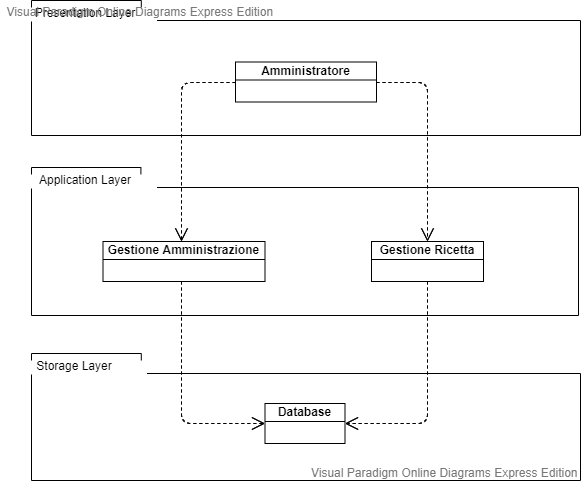 Visual Paradigm Online Diagrams Express Edition
Presentation Layer
Amministratore
Application Layer
Gestione Amministrazione
Gestione Ricetta
Storage Layer
Database
Visual Paradigm Online Diagrams Express Edition